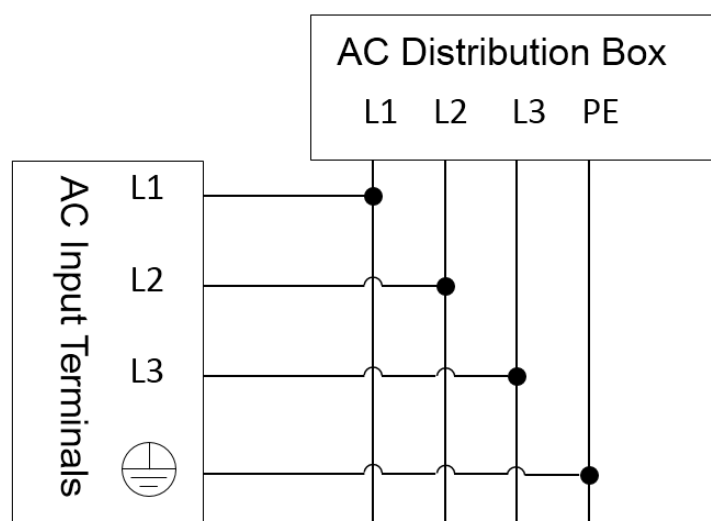 AC Distribution Box
L1 L2 L3 PE
AC Input Terminals
L1
L2
L3